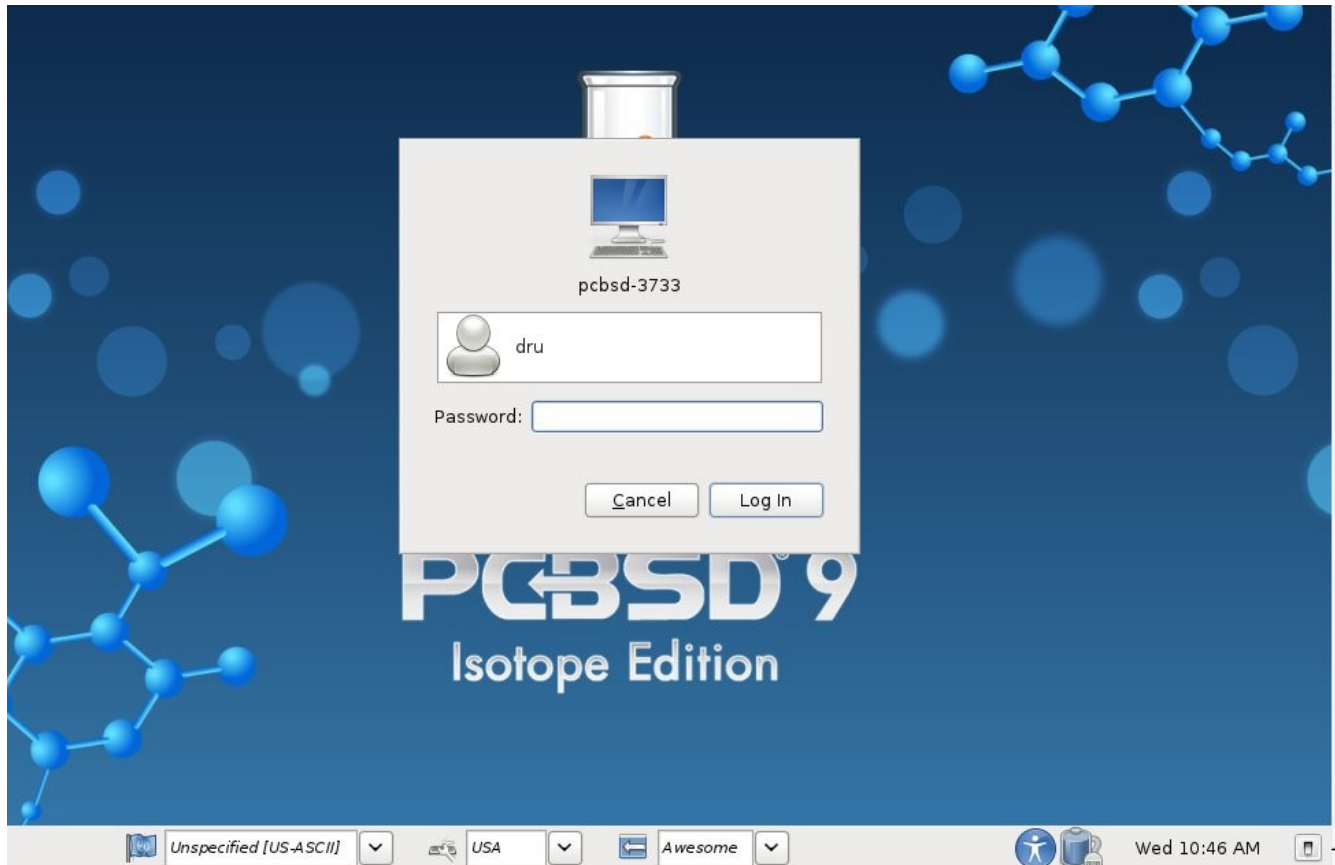 pcbsd-3733
dru
Password:
Cancel Log In
PCBSD® 9
Isotope Edition
Unspecified [US-ASCII] USA Awesome Wed 10:46 AM